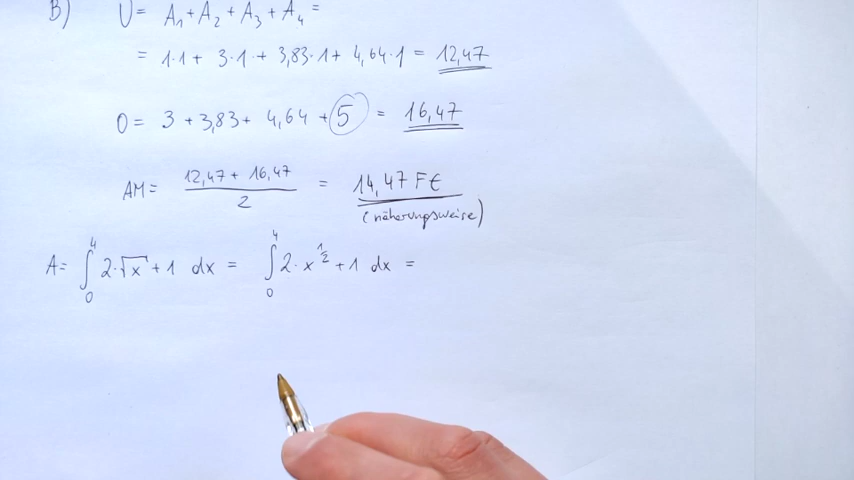 B) U = A₁ + A₂ + A₃ + A₄ =
= 1·1 + 3·1 + 3,83·1 + 4,64·1 = 12,47
O = 3 + 3,83 + 4,64 + 5 = 16,47
AM = (12,47 + 16,47)/2 = 14,47 FE
(näherungsweise)
A = ∫₀⁴ 2·√x + 1 dx = ∫₀⁴ 2·x^(1/2) + 1 dx =